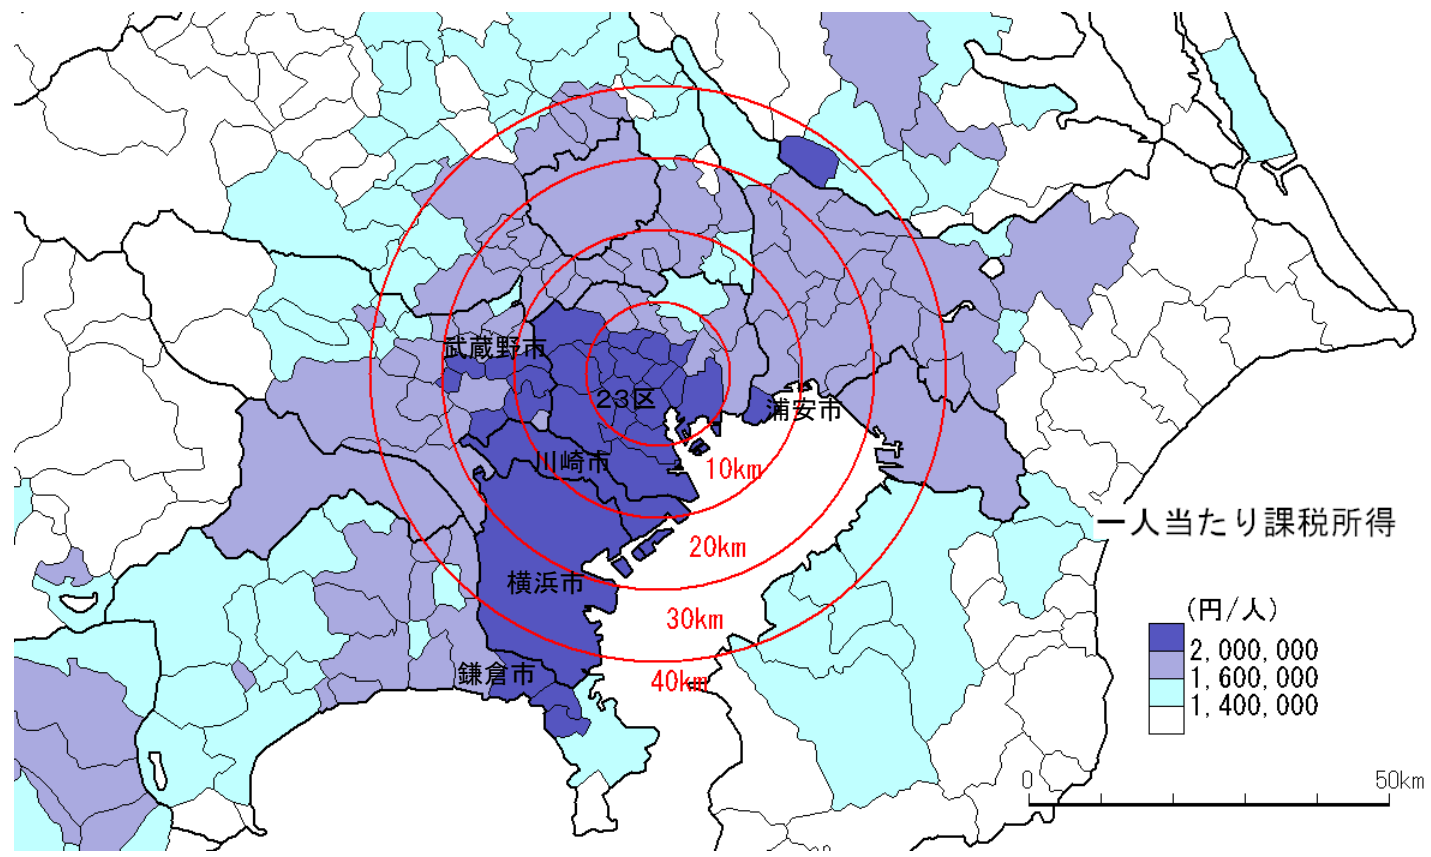 武蔵野市
23区
浦安市
川崎市
10km
一人当たり課税所得
20km
横浜市
(円/人)
30km
2,000,000
1,600,000
1,400,000
鎌倉市
40km
0
50km